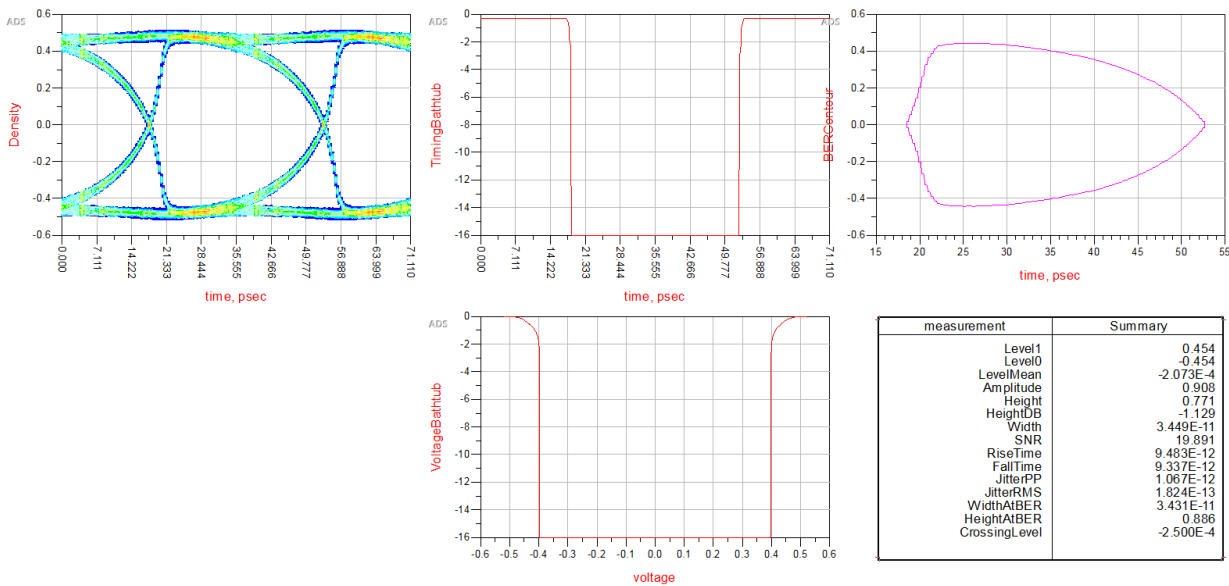 ADS
Density
0.6
0.4
0.2
0.0
-0.2
-0.4
-0.6
0.000
7.111
14.222
21.333
28.444
35.555
42.666
49.777
56.888
63.999
71.110
time, psec
ADS
TimingBathtub
0
-2
-4
-6
-8
-10
-12
-14
-16
0.000
7.111
14.222
21.333
28.444
35.555
42.666
49.777
56.888
63.999
71.110
time, psec
ADS
BERContour
0.6
0.4
0.2
0.0
-0.2
-0.4
-0.6
15 20 25 30 35 40 45 50 55
time, psec
ADS
VoltageBathtub
0
-2
-4
-6
-8
-10
-12
-14
-16
-0.6 -0.5 -0.4 -0.3 -0.2 -0.1 0.0 0.1 0.2 0.3 0.4 0.5 0.6
voltage
measurement Summary
Level1 0.454
Level0 -0.454
LevelMean -2.073E-4
Amplitude 0.908
Height 0.771
HeightDB -1.129
Width 3.449E-11
SNR 19.891
RiseTime 9.483E-12
FallTime 9.337E-12
JitterPP 1.067E-12
JitterRMS 1.824E-13
WidthAtBER 3.431E-11
HeightAtBER 0.886
CrossingLevel -2.500E-4